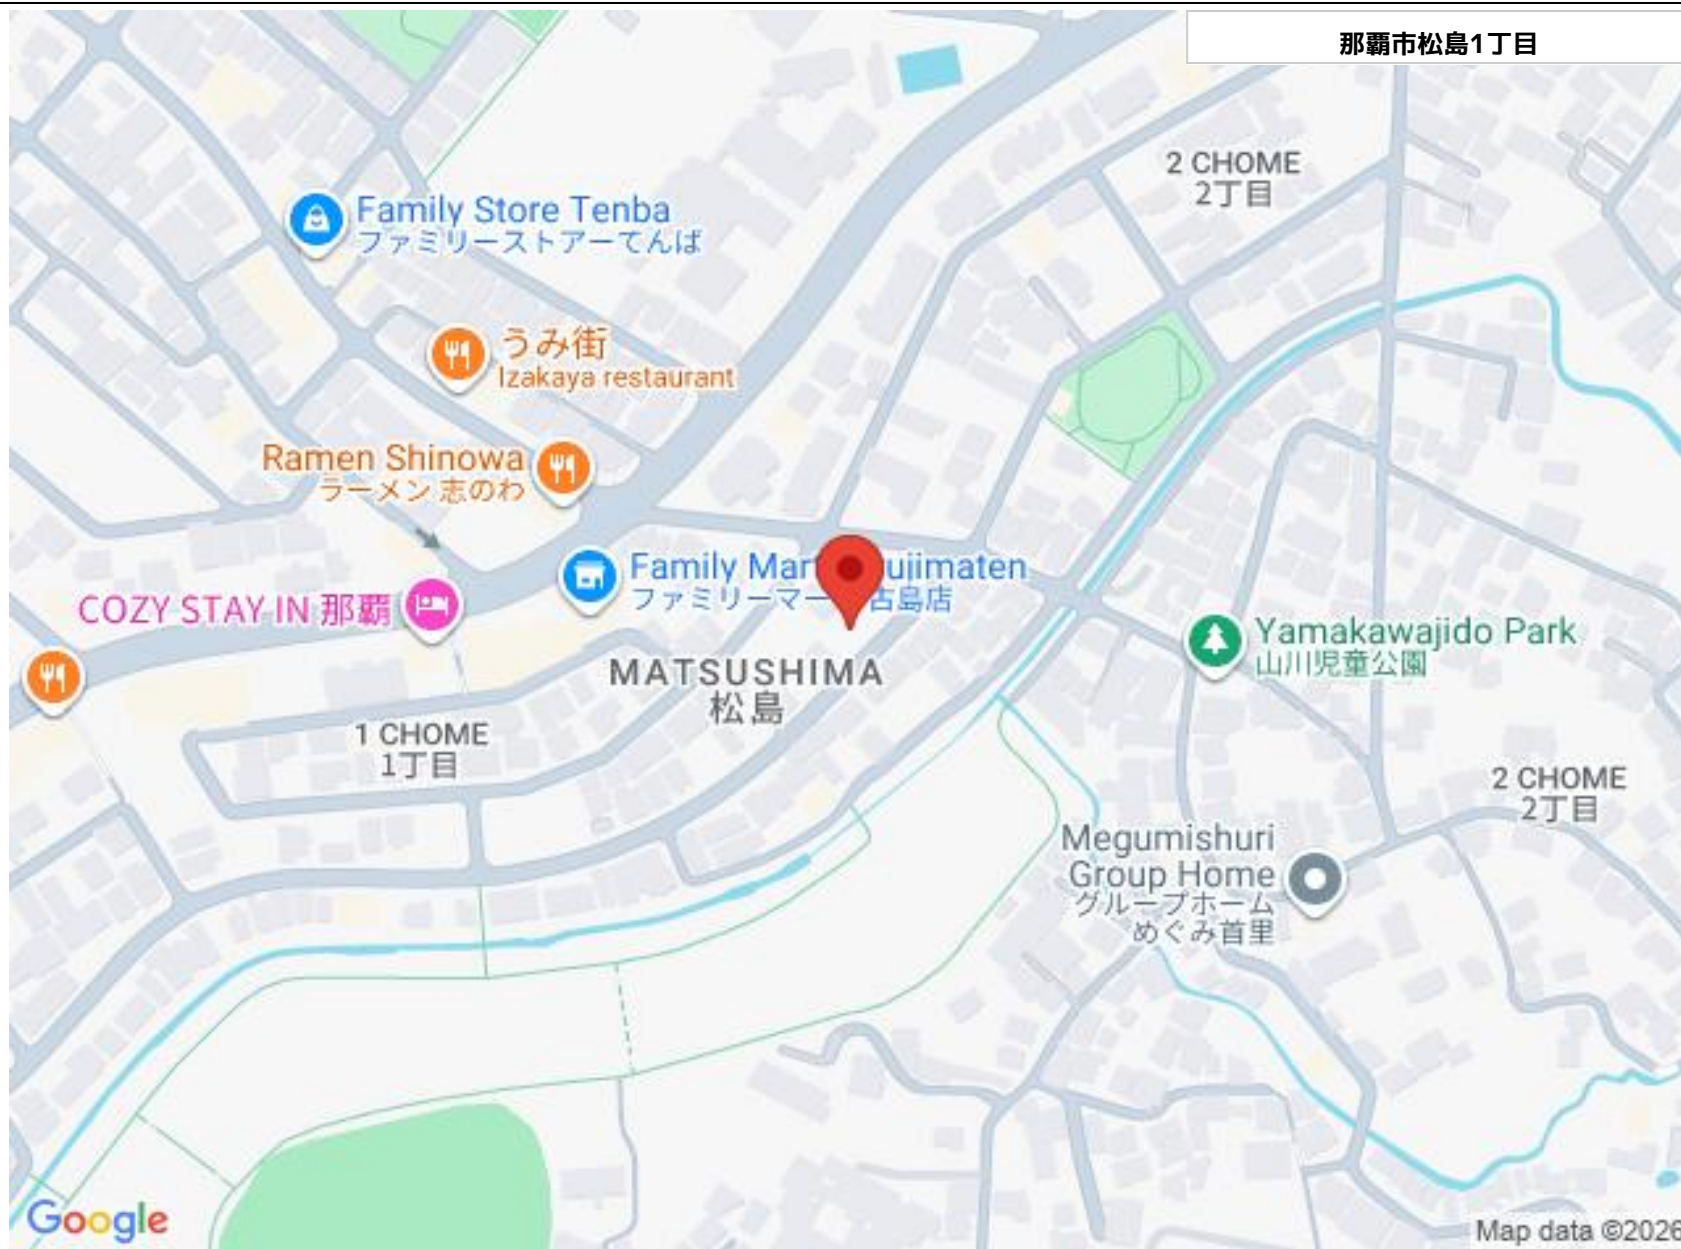 那覇市松島1丁目
2 CHOME
2丁目
Family Store Tenba
ファミリーストアーてんば
うみ街
Izakaya restaurant
Ramen Shinowa
ラーメン 志のわ
Family Mar ujimaten
ファミリーマー 古島店
COZY STAY IN 那覇
Yamakawajido Park
山川児童公園
MATSUSHIMA
松島
1 CHOME
1丁目
2 CHOME
2丁目
Megumishuri
Group Home
グループホーム
めぐみ首里
Google
Map data ©2026